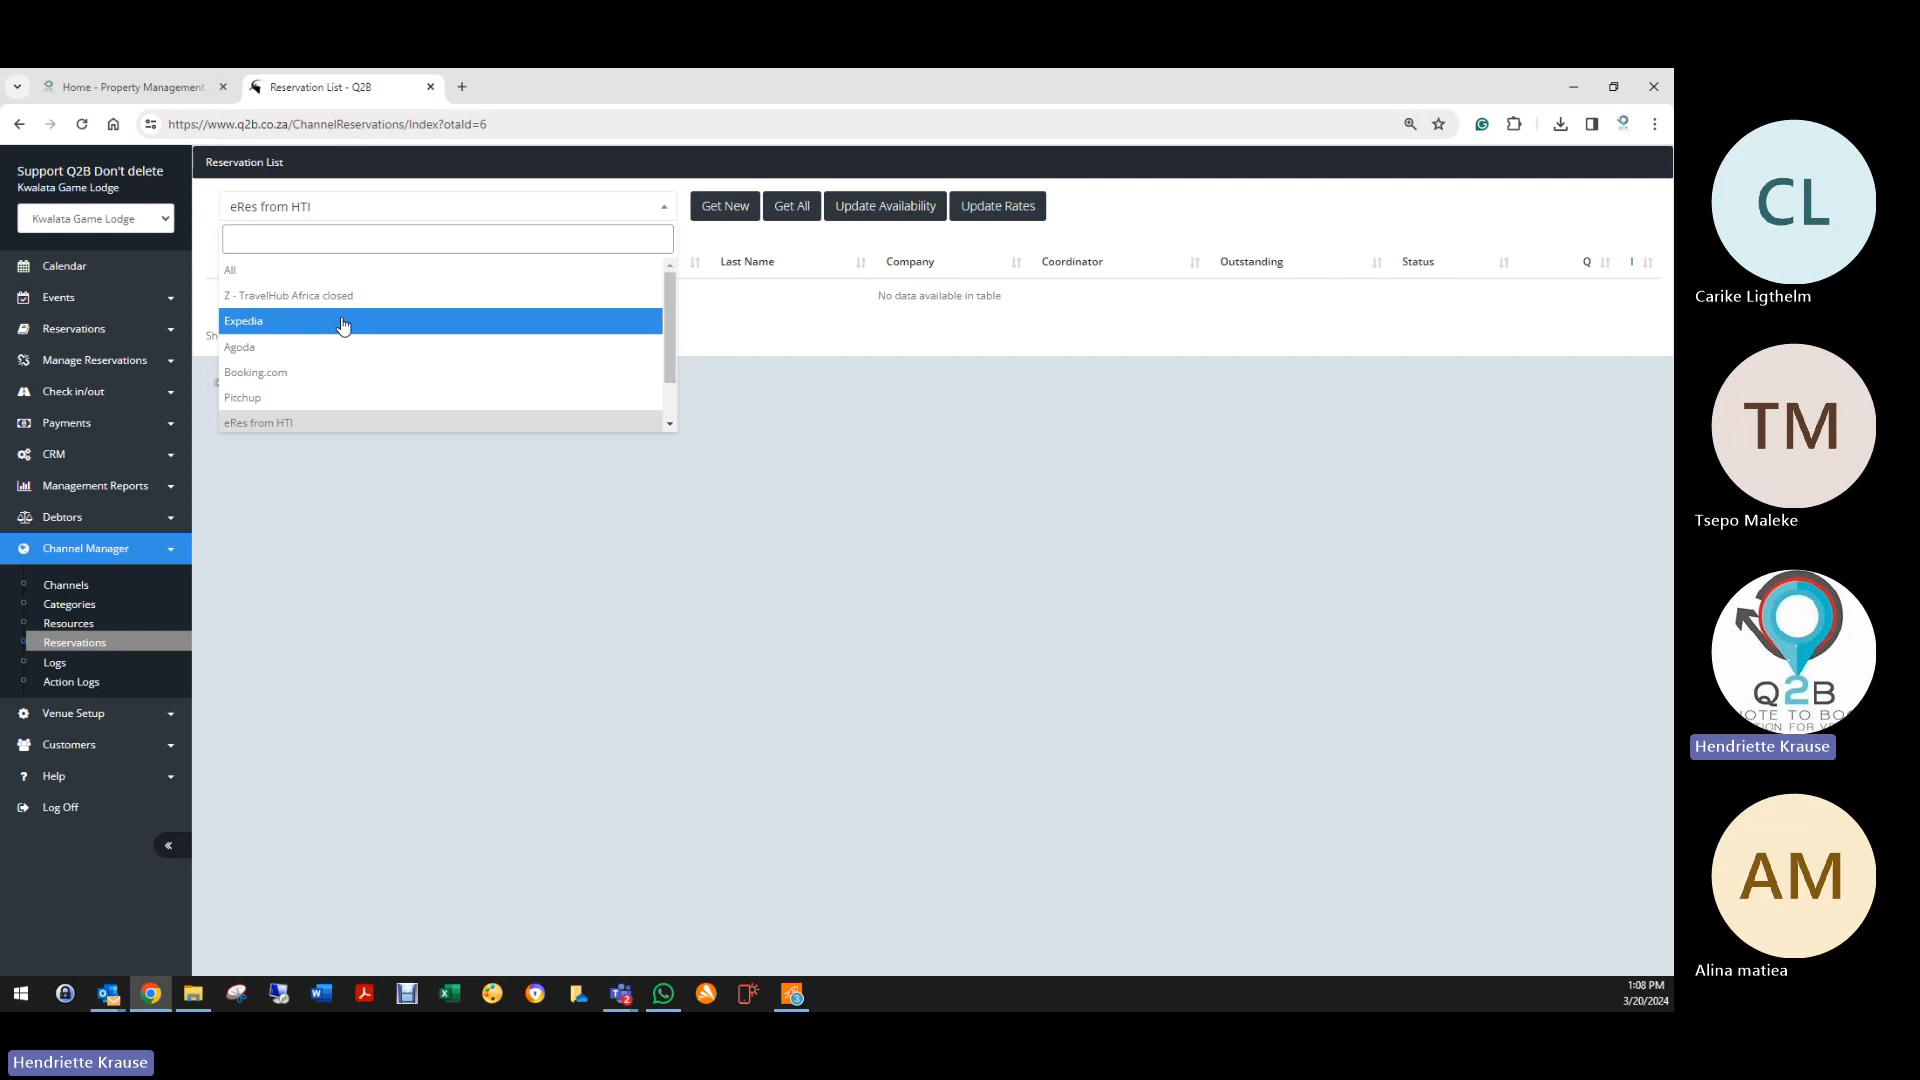 Home - Property Management
Reservation List - Q2B
https://www.q2b.co.za/ChannelReservations/Index?otaId=6
Support Q2B Don't delete
Kwalata Game Lodge
Kwalata Game Lodge
Calendar
Events
Reservations
Manage Reservations
Check in/out
Payments
CRM
Management Reports
Debtors
Channel Manager
Channels
Categories
Resources
Reservations
Logs
Action Logs
Venue Setup
Customers
Help
Log Off
Reservation List
eRes from HTI
Get New
Get All
Update Availability
Update Rates
All
Z - TravelHub Africa closed
Expedia
Agoda
Booking.com
Pitchup
eRes from HTI
Last Name
Company
Coordinator
Outstanding
Status
Q
I
No data available in table
Sh
1:08 PM
3/20/2024
CL
Carike Ligthelm
TM
Tsepo Maleke
Q2B
Hendriette Krause
AM
Alina matiea
Hendriette Krause